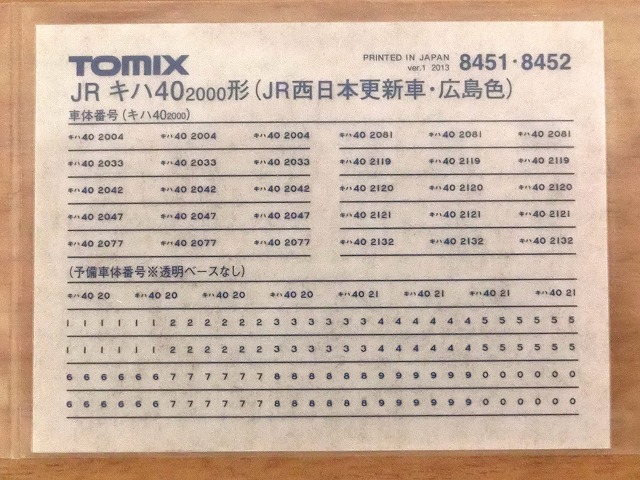 TOMIX PRINTED IN JAPAN ver.1 2013 8451・8452
JR キハ40 2000形(JR西日本更新車・広島色)
車体番号(キハ40 2000)
キハ40 2004 キハ40 2004 キハ40 2004 キハ40 2081 キハ40 2081 キハ40 2081
キハ40 2033 キハ40 2033 キハ40 2033 キハ40 2119 キハ40 2119 キハ40 2119
キハ40 2042 キハ40 2042 キハ40 2042 キハ40 2120 キハ40 2120 キハ40 2120
キハ40 2047 キハ40 2047 キハ40 2047 キハ40 2121 キハ40 2121 キハ40 2121
キハ40 2077 キハ40 2077 キハ40 2077 キハ40 2132 キハ40 2132 キハ40 2132
(予備車体番号※透明ベースなし)
キハ40 20 キハ40 20 キハ40 20 キハ40 20 キハ40 21 キハ40 21 キハ40 21 キハ40 21
1 1 1 1 1 1 2 2 2 2 2 2 3 3 3 3 3 3 4 4 4 4 4 4 5 5 5 5 5 5
1 1 1 1 1 1 2 2 2 2 2 2 3 3 3 3 3 3 4 4 4 4 4 4 5 5 5 5 5 5
6 6 6 6 6 6 7 7 7 7 7 7 8 8 8 8 8 8 9 9 9 9 9 9 0 0 0 0 0 0
6 6 6 6 6 6 7 7 7 7 7 7 8 8 8 8 8 8 9 9 9 9 9 9 0 0 0 0 0 0